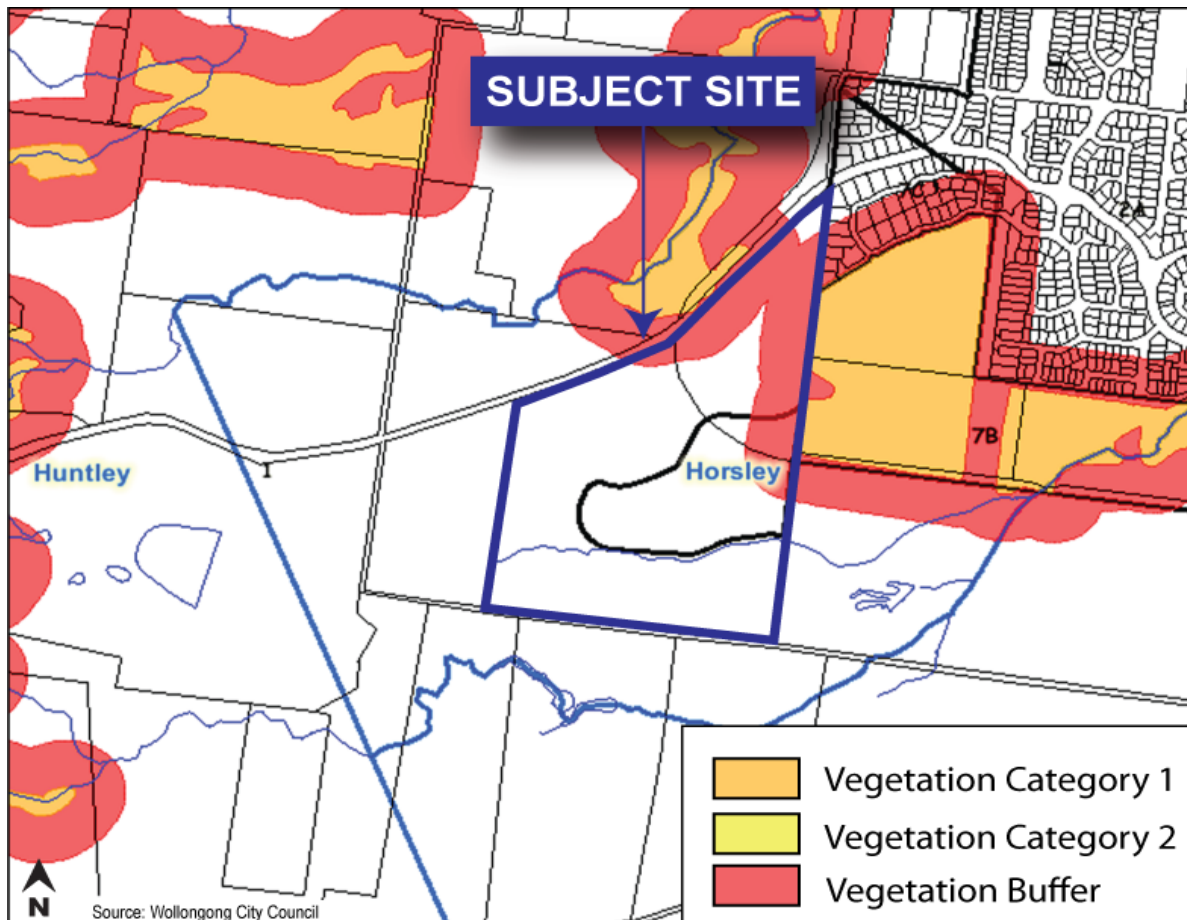 SUBJECT SITE
2A
7B
Huntley
1
Horsley
Vegetation Category 1
Vegetation Category 2
Vegetation Buffer
N
Source: Wollongong City Council